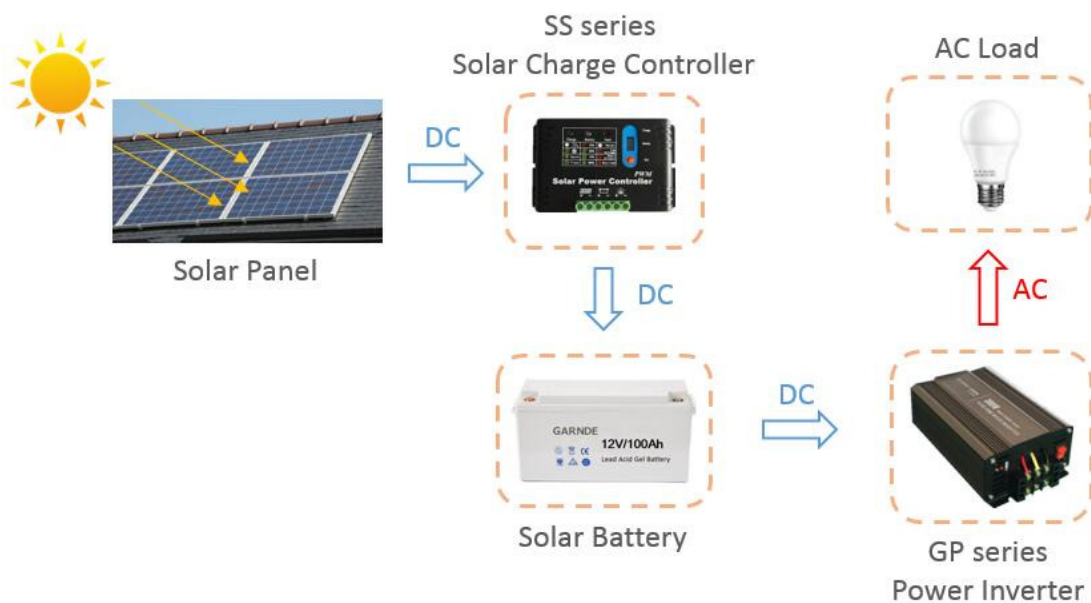 SS series
Solar Charge Controller
AC Load
DC
PWM
Solar Power Controller
Solar Panel
DC
AC
GARNDE
12V/100Ah
Lead Acid Gel Battery
DC
Solar Battery
GP series
Power Inverter